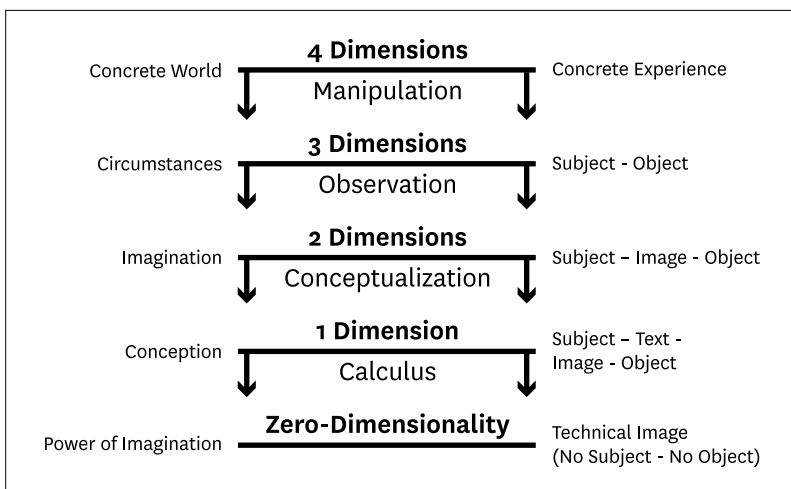 4 Dimensions
Concrete World
Concrete Experience
Manipulation
3 Dimensions
Circumstances
Subject - Object
Observation
2 Dimensions
Imagination
Subject – Image - Object
Conceptualization
1 Dimension
Conception
Subject – Text -
Image - Object
Calculus
Zero-Dimensionality
Power of Imagination
Technical Image
(No Subject - No Object)